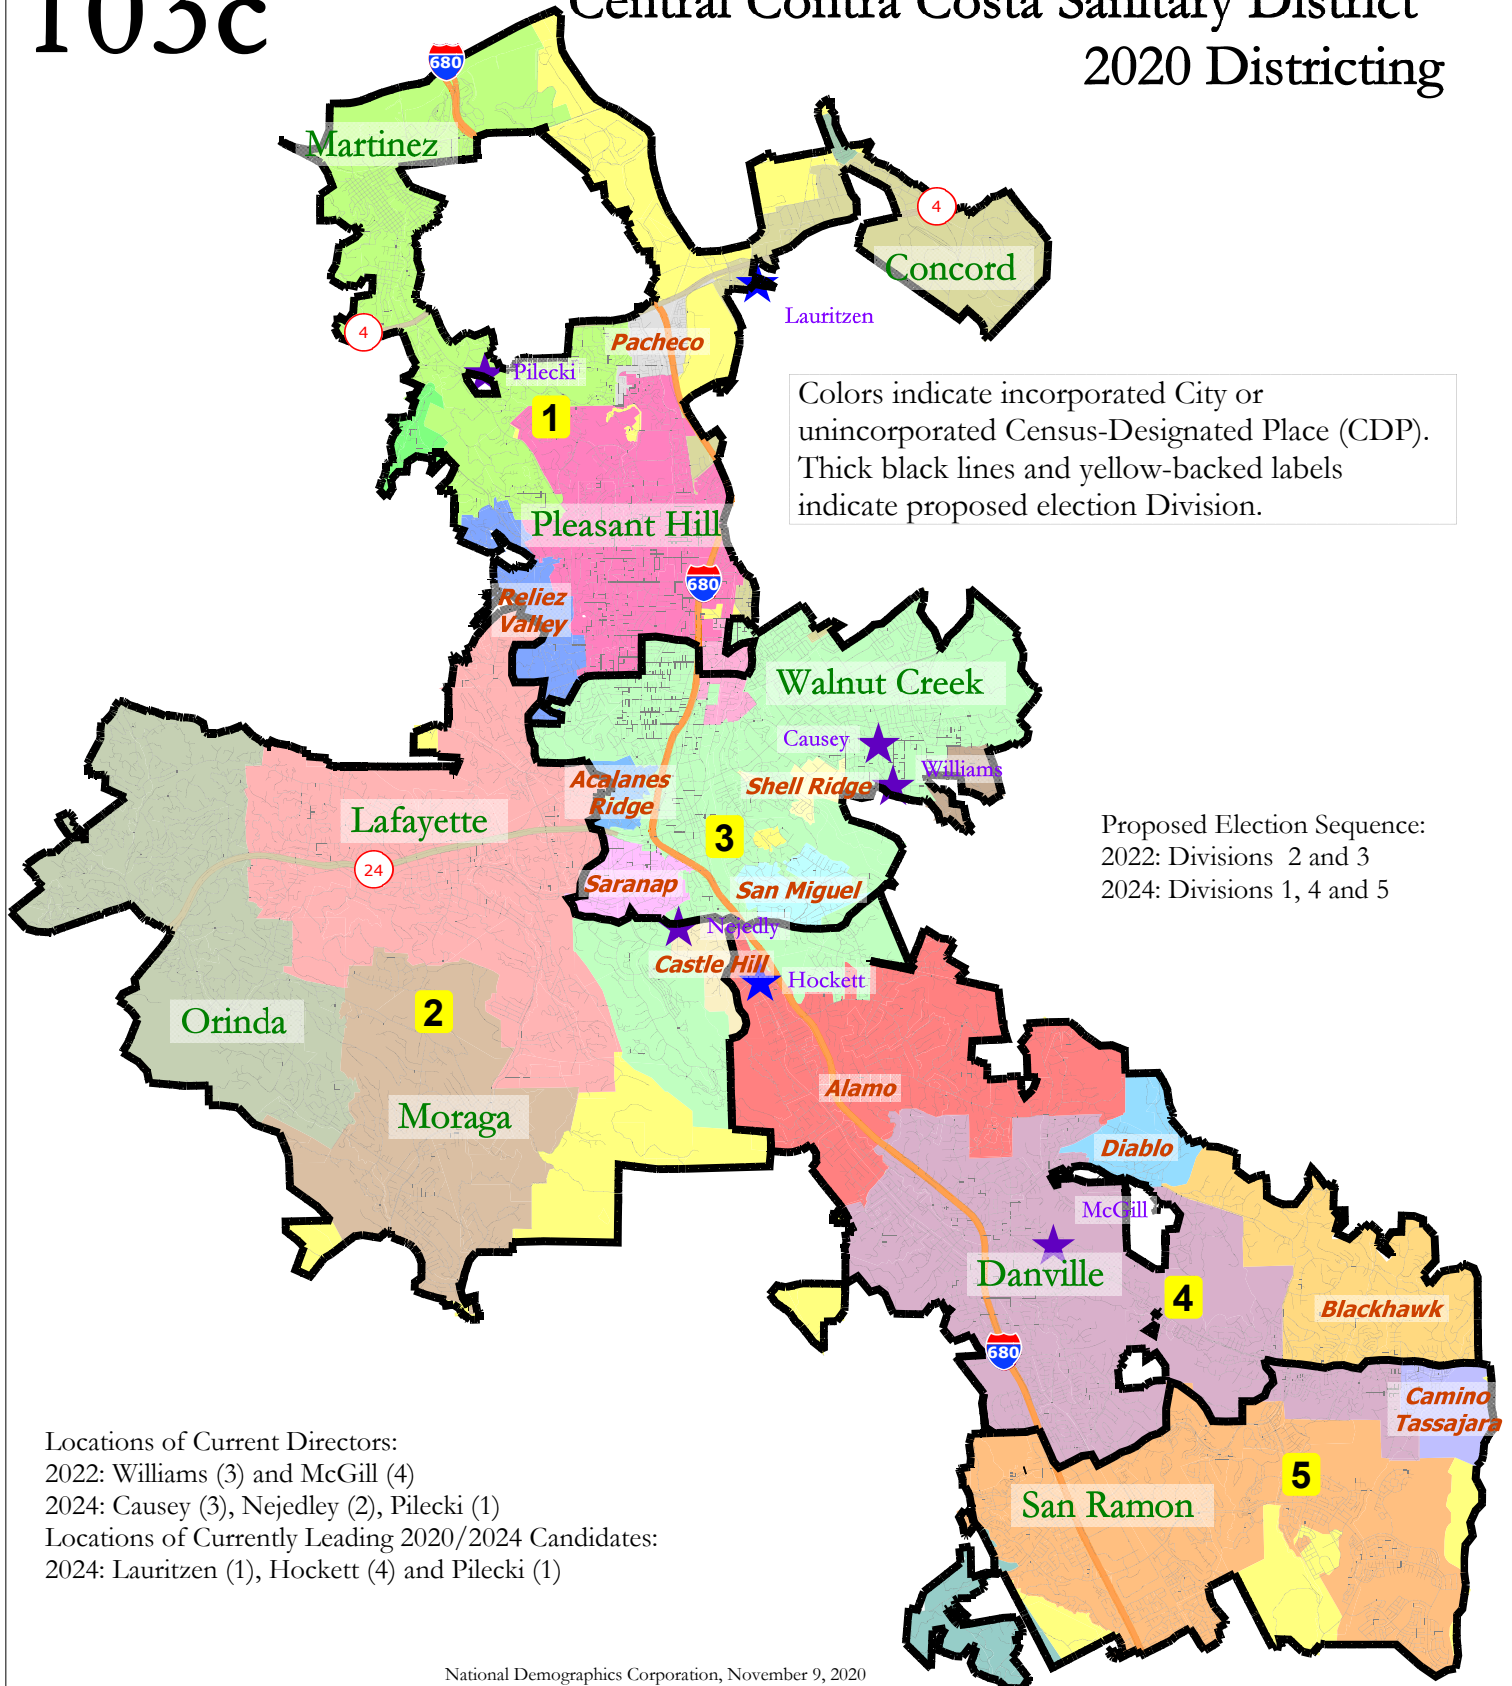 103c
Central Contra Costa Sanitary District
2020 Districting
680
Martinez
4
Concord
Lauritzen
4
Pacheco
Pilecki
1
Colors indicate incorporated City or
unincorporated Census-Designated Place (CDP).
Thick black lines and yellow-backed labels
indicate proposed election Division.
Pleasant Hill
680
Reliez
Valley
Walnut Creek
Causey
Williams
Acalanes
Ridge
Shell Ridge
Lafayette
3
Proposed Election Sequence:
2022: Divisions 2 and 3
2024: Divisions 1, 4 and 5
24
Saranap
San Miguel
Nejedly
Castle Hill
Hockett
Orinda
2
Alamo
Moraga
Diablo
McGill
Danville
4
Blackhawk
680
Camino
Tassajara
Locations of Current Directors:
2022: Williams (3) and McGill (4)
2024: Causey (3), Nejedley (2), Pilecki (1)
Locations of Currently Leading 2020/2024 Candidates:
2024: Lauritzen (1), Hockett (4) and Pilecki (1)
5
San Ramon
National Demographics Corporation, November 9, 2020